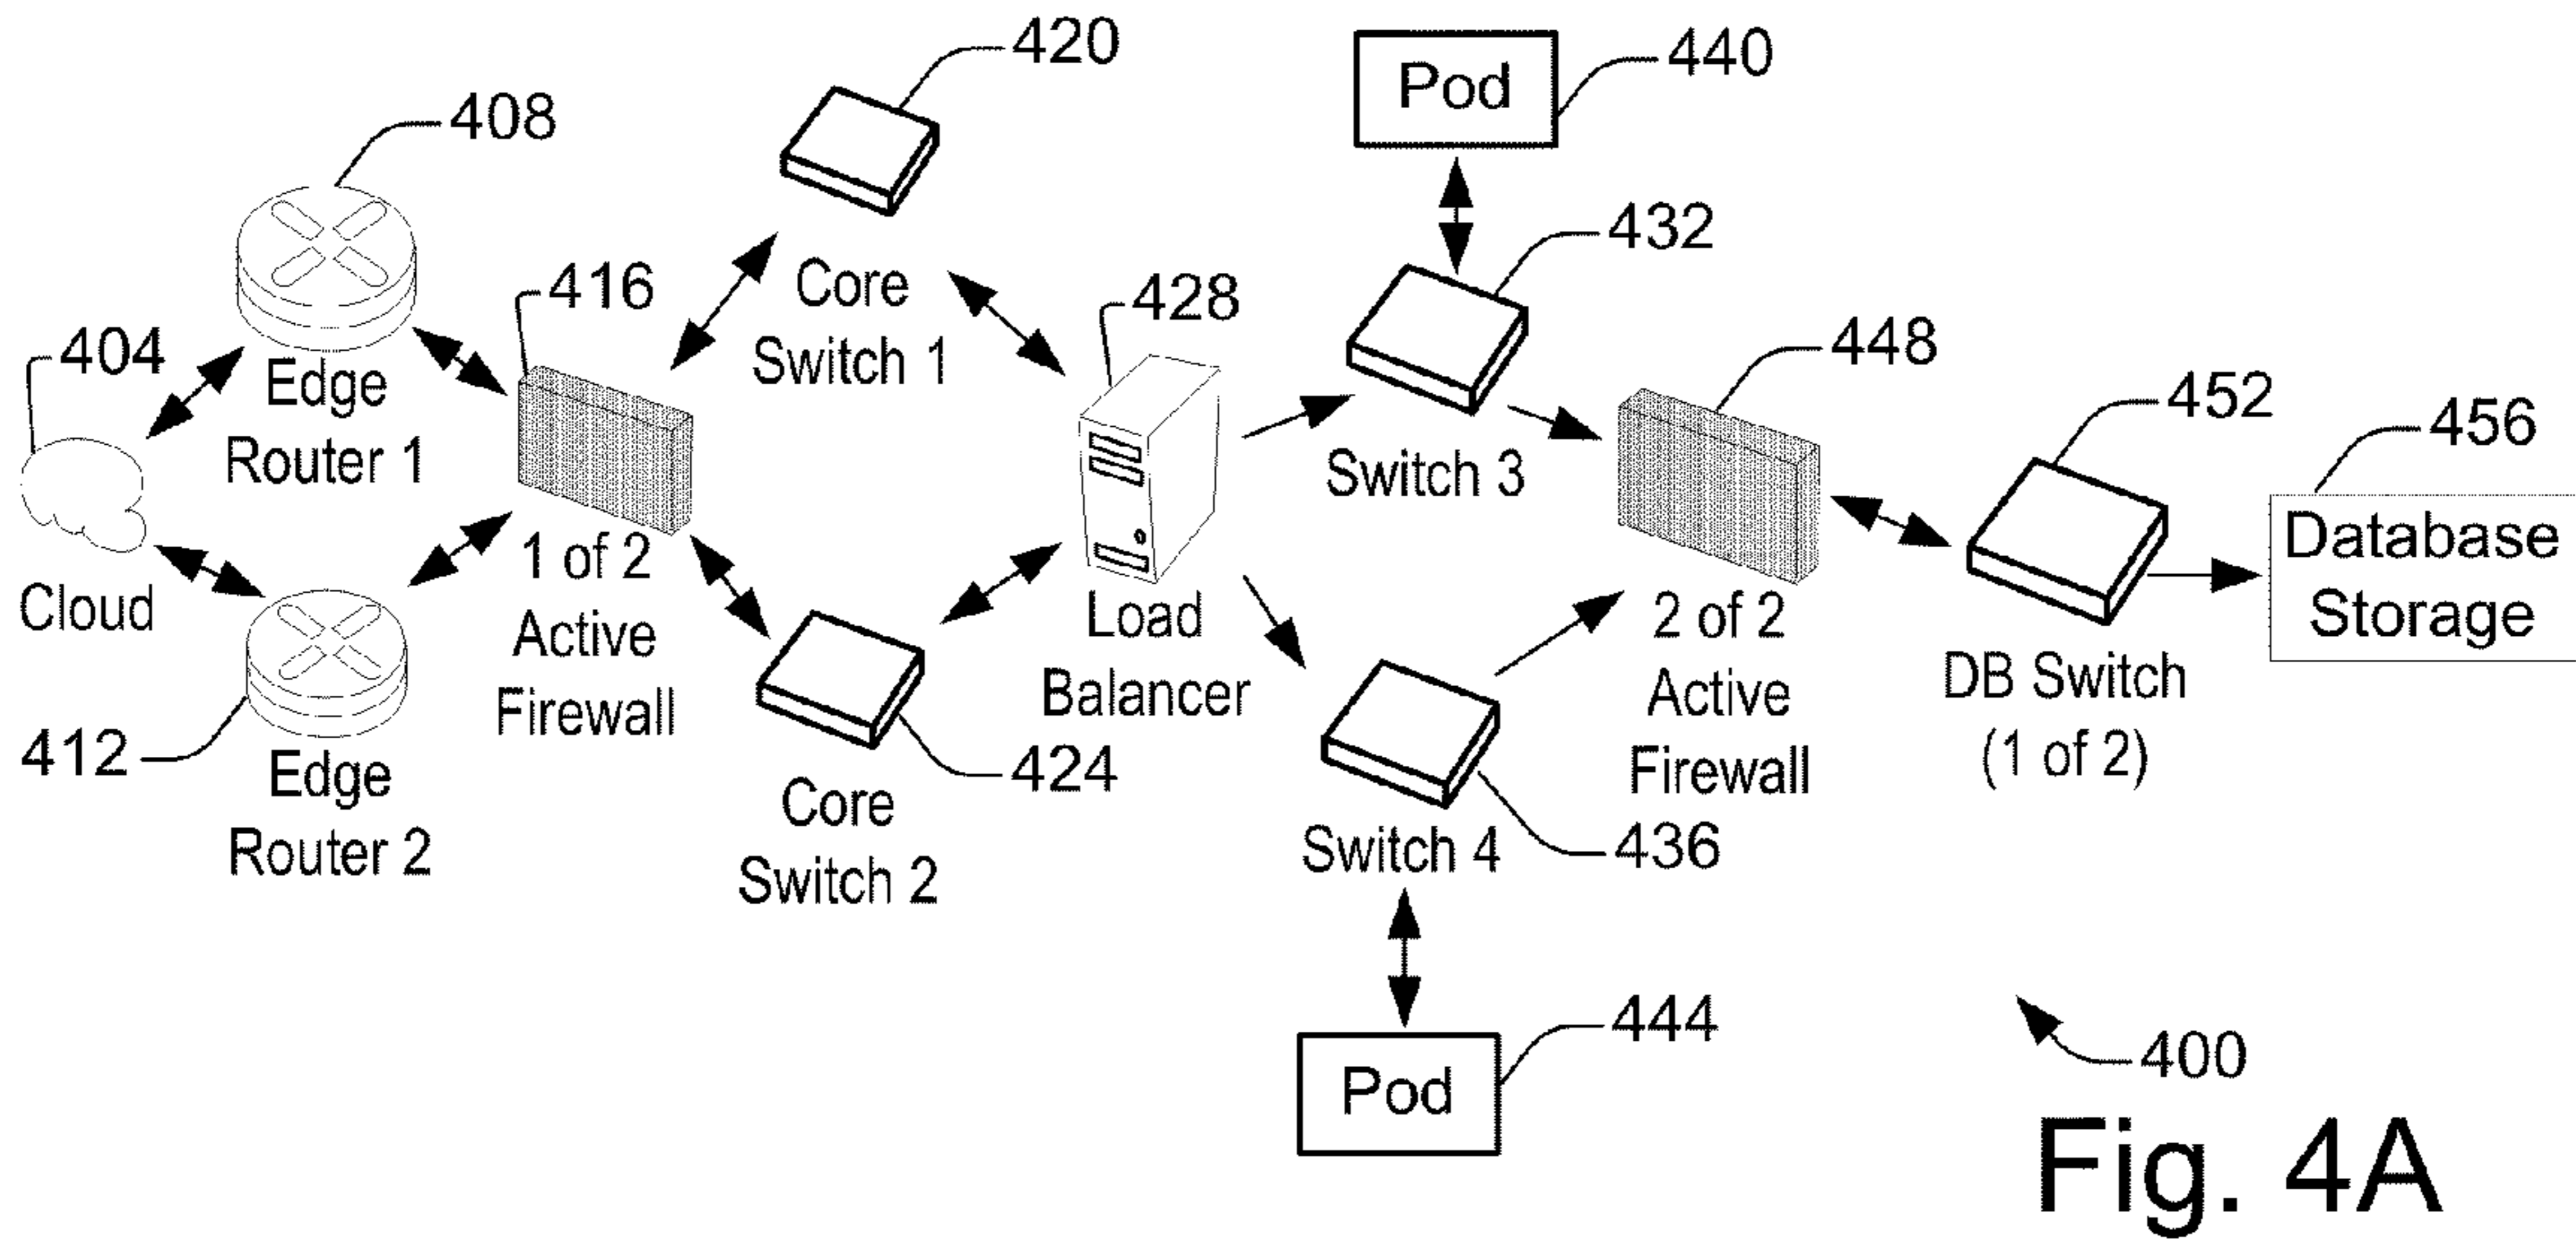 420
440
Pod
408
432
416
Core
Switch 1
428
448
404
Edge
Router 1
452
456
Switch 3
Database
Storage
1 of 2
Active
Firewall
Cloud
Load
Balancer
2 of 2
Active
Firewall
DB Switch
(1 of 2)
412
Edge
Router 2
424
Core
Switch 2
Switch 4
436
444
Pod
400
Fig. 4A